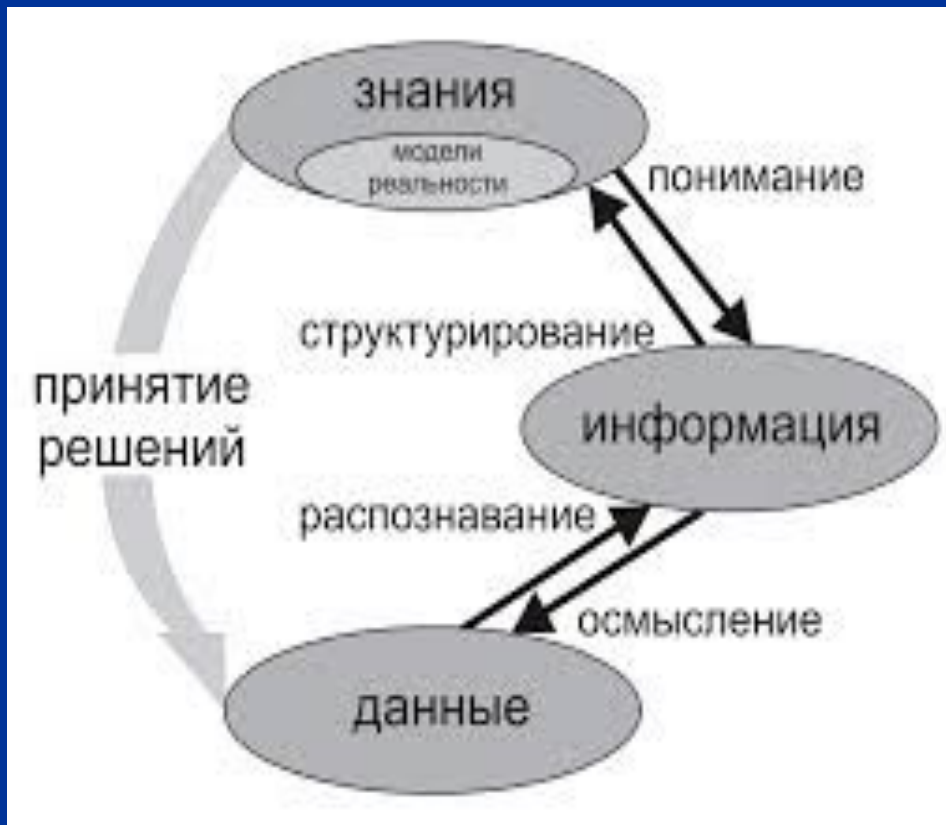 знания
модели
реальности
понимание
структурирование
принятие
решений
информация
распознавание
осмысление
данные